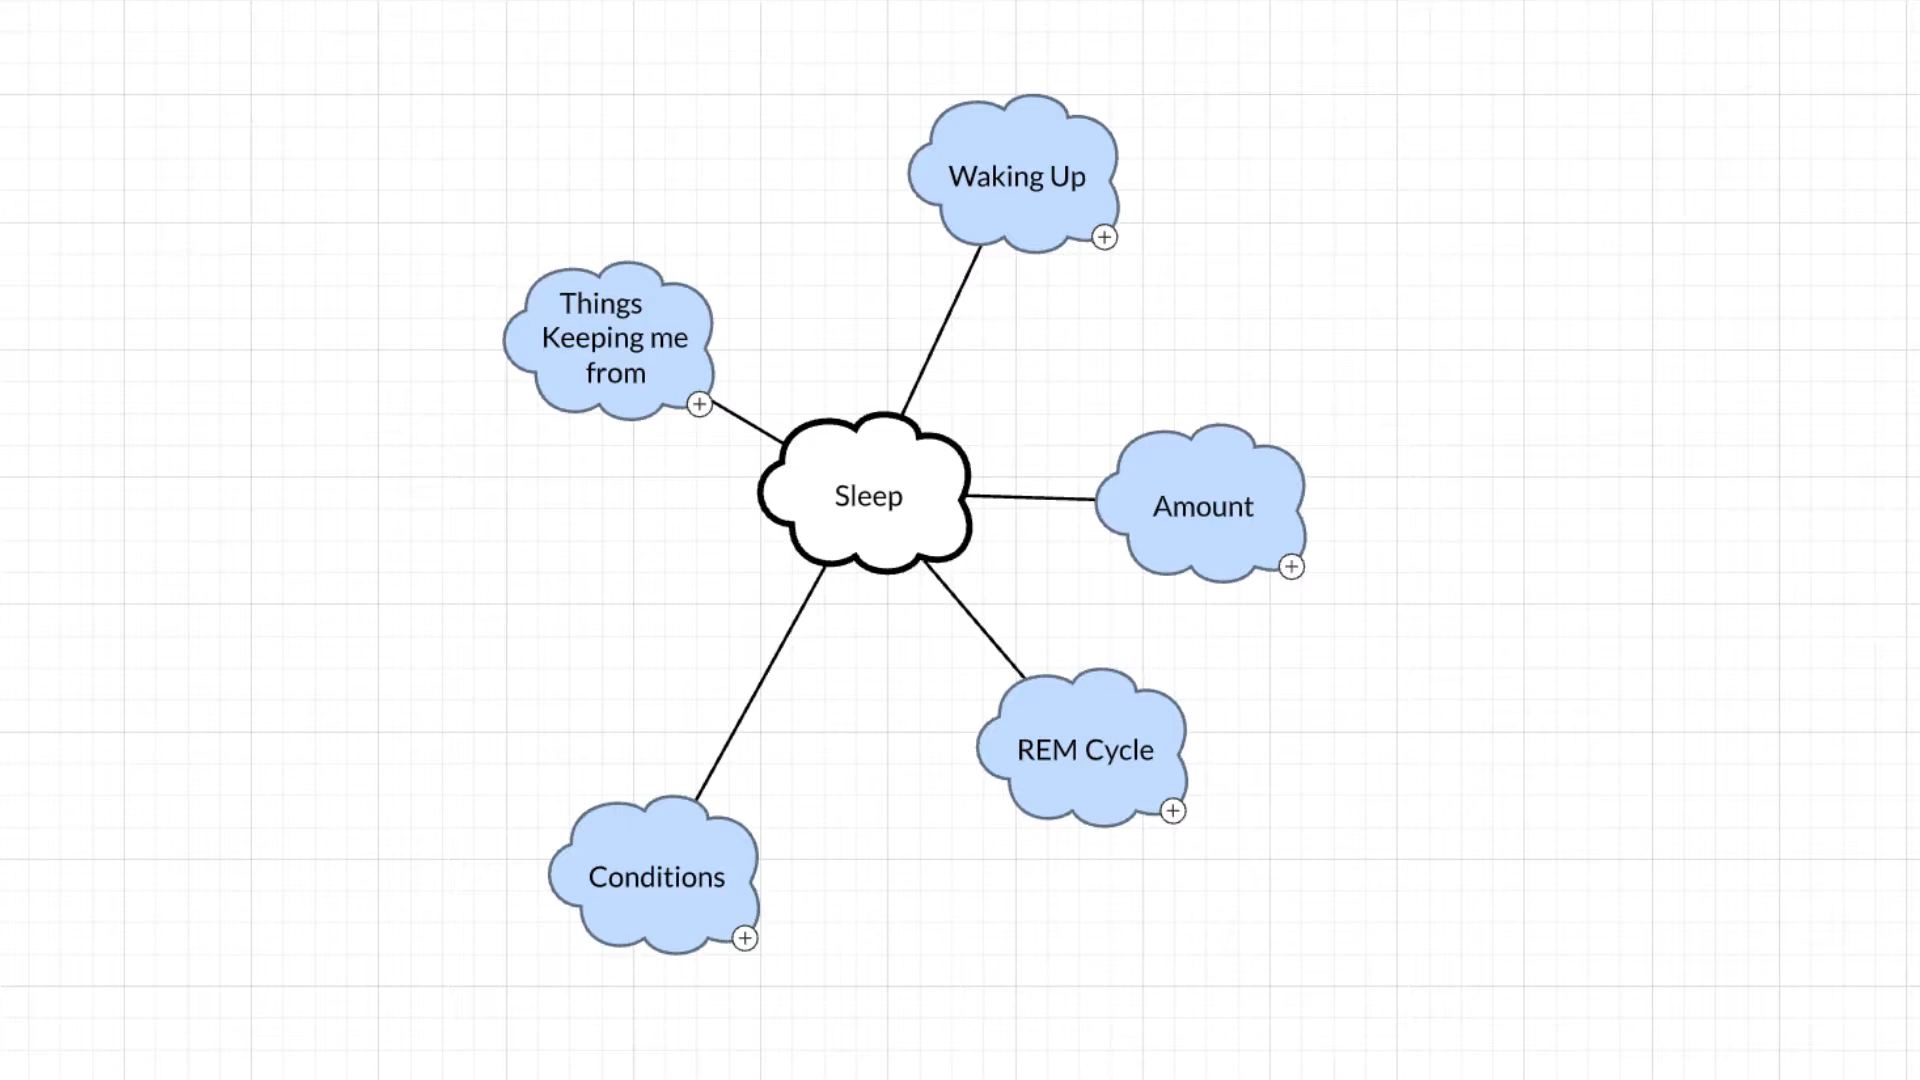 Waking Up
Things
Keeping me
from
Sleep
Amount
REM Cycle
Conditions